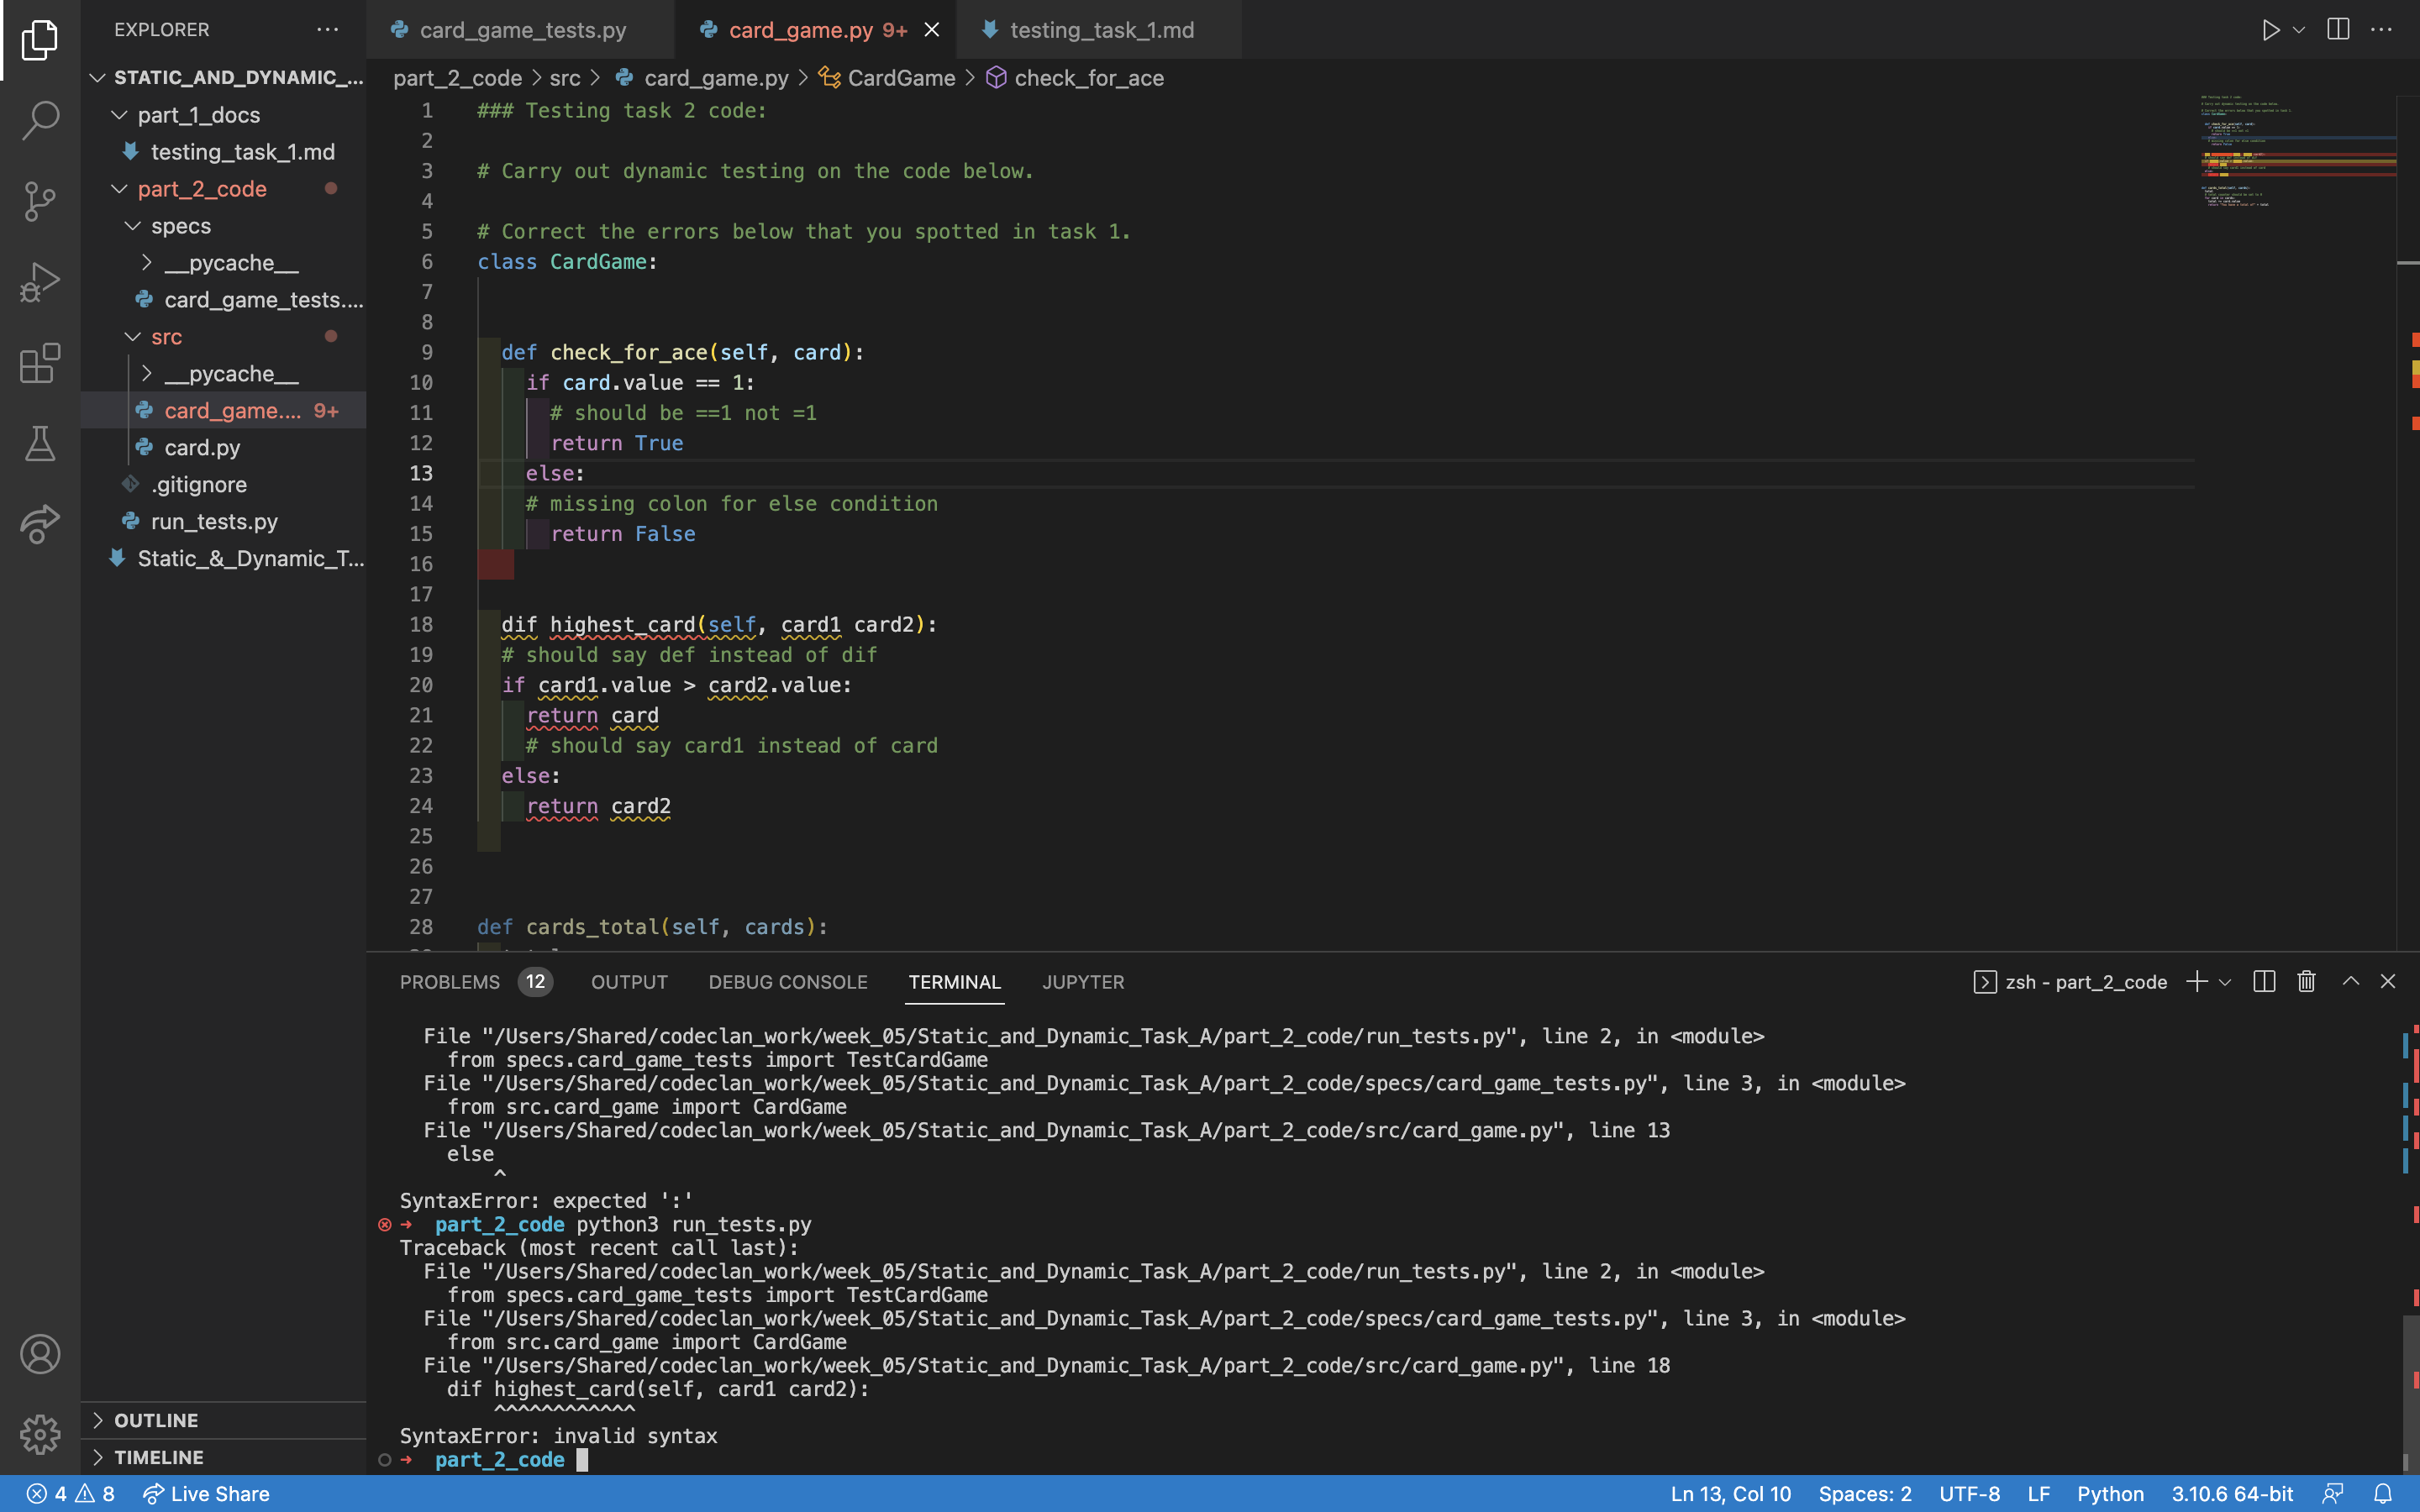 EXPLORER
STATIC_AND_DYNAMIC_...
part_1_docs
testing_task_1.md
part_2_code
specs
__pycache__
card_game_tests....
src
__pycache__
card_game.... 9+
card.py
.gitignore
run_tests.py
Static_&_Dynamic_T...
OUTLINE
TIMELINE
card_game_tests.py
card_game.py 9+
testing_task_1.md
part_2_code > src > card_game.py > CardGame > check_for_ace
1 ### Testing task 2 code:
2
3 # Carry out dynamic testing on the code below.
4
5 # Correct the errors below that you spotted in task 1.
6 class CardGame:
7
8
9 def check_for_ace(self, card):
10 if card.value == 1:
11 # should be ==1 not =1
12 return True
13 else:
14 # missing colon for else condition
15 return False
16
17
18 dif highest_card(self, card1 card2):
19 # should say def instead of dif
20 if card1.value > card2.value:
21 return card
22 # should say card1 instead of card
23 else:
24 return card2
25
26
27
28 def cards_total(self, cards):
PROBLEMS 12 OUTPUT DEBUG CONSOLE TERMINAL JUPYTER
zsh - part_2_code
File "/Users/Shared/codeclan_work/week_05/Static_and_Dynamic_Task_A/part_2_code/run_tests.py", line 2, in <module>
from specs.card_game_tests import TestCardGame
File "/Users/Shared/codeclan_work/week_05/Static_and_Dynamic_Task_A/part_2_code/specs/card_game_tests.py", line 3, in <module>
from src.card_game import CardGame
File "/Users/Shared/codeclan_work/week_05/Static_and_Dynamic_Task_A/part_2_code/src/card_game.py", line 13
else
^
SyntaxError: expected ':'
→ part_2_code python3 run_tests.py
Traceback (most recent call last):
File "/Users/Shared/codeclan_work/week_05/Static_and_Dynamic_Task_A/part_2_code/run_tests.py", line 2, in <module>
from specs.card_game_tests import TestCardGame
File "/Users/Shared/codeclan_work/week_05/Static_and_Dynamic_Task_A/part_2_code/specs/card_game_tests.py", line 3, in <module>
from src.card_game import CardGame
File "/Users/Shared/codeclan_work/week_05/Static_and_Dynamic_Task_A/part_2_code/src/card_game.py", line 18
dif highest_card(self, card1 card2):
^^^^^^^^^^^^
SyntaxError: invalid syntax
→ part_2_code
4 8 Live Share
Ln 13, Col 10 Spaces: 2 UTF-8 LF Python 3.10.6 64-bit